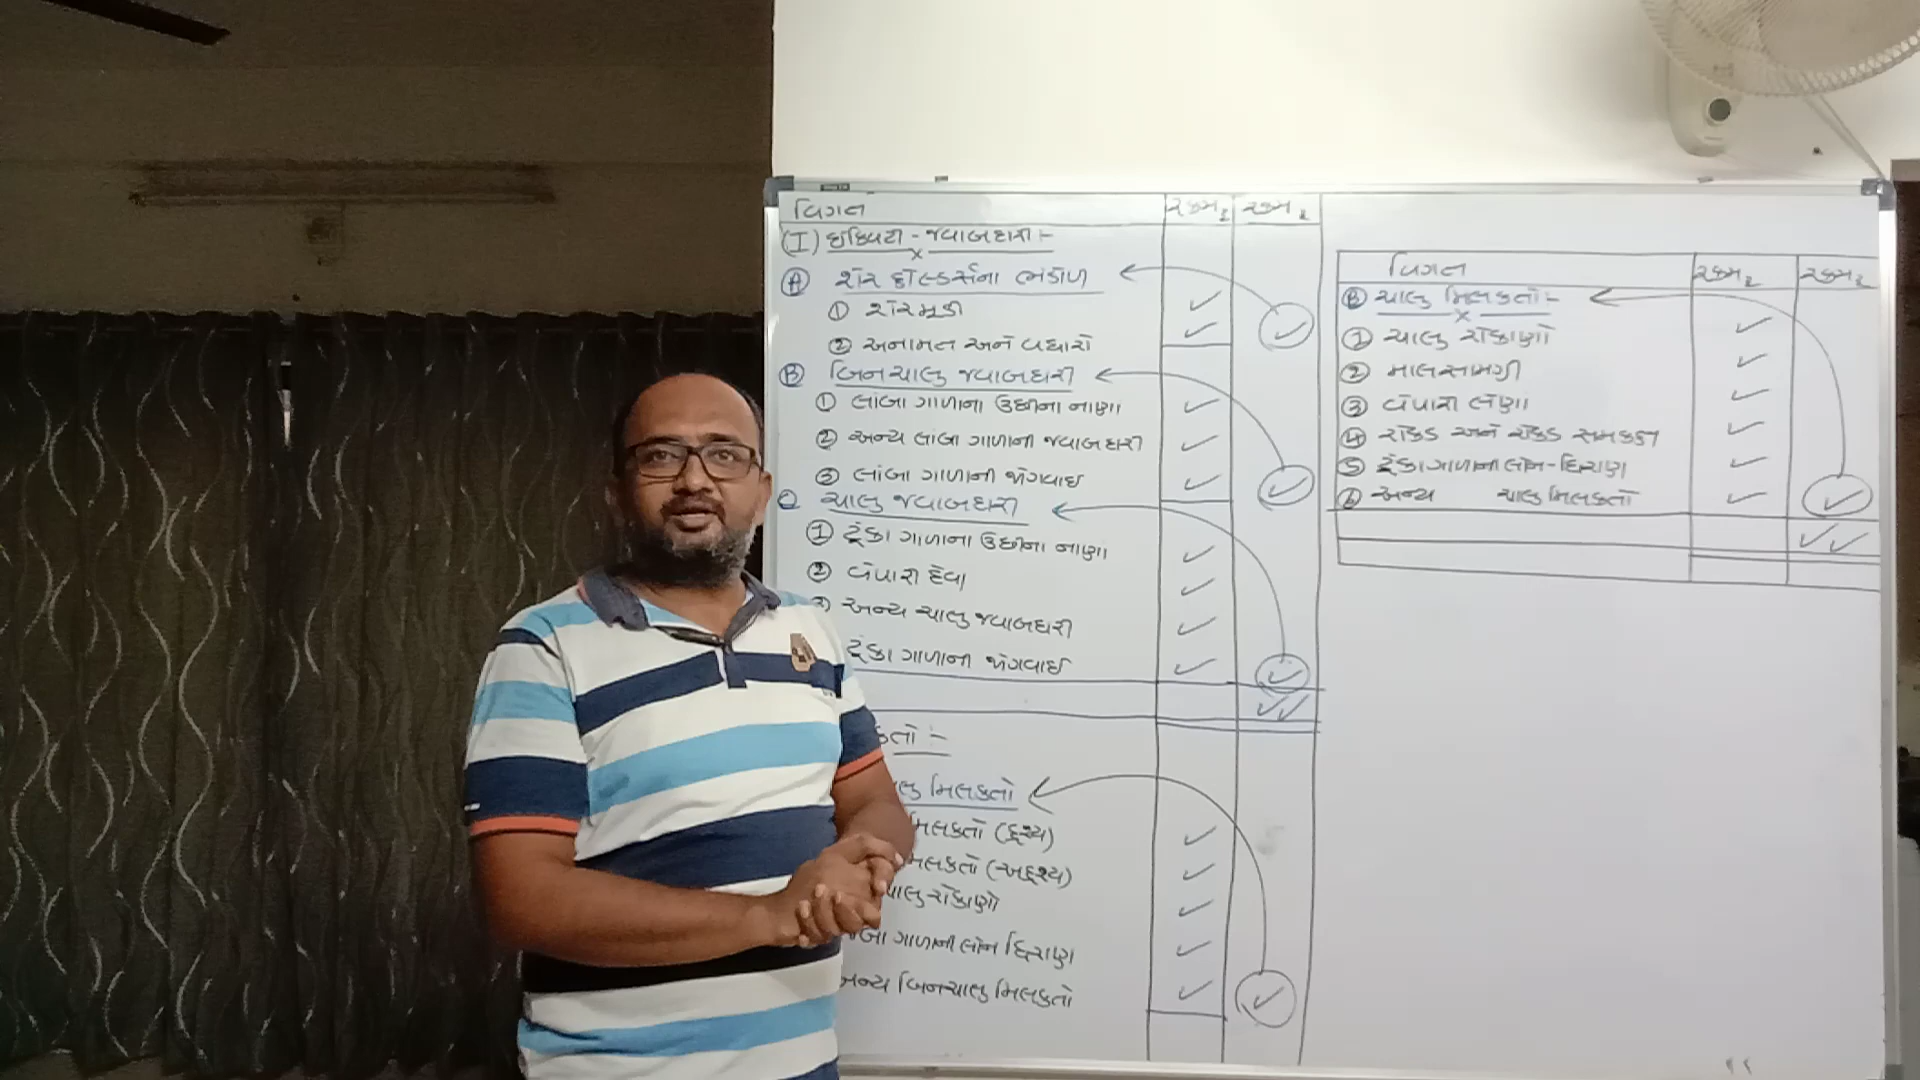 વિગત રકમ ₹ રકમ ₹
(I) ઇક્વિટી - જવાબદારી :-
Ⓐ શેર હોલ્ડર્સના ભંડોળ
① શેરમૂડી
② અનામત અને વધારો
Ⓑ બિનચાલુ જવાબદારી
① લાંબા ગાળાના ઉછીના નાણા
② અન્ય લાંબા ગાળાની જવાબદારી
③ લાંબા ગાળાની જોગવાઇ
C ચાલુ જવાબદારી
① ટૂંકા ગાળાના ઉછીના નાણા
② વેપારી દેવા
અન્ય ચાલુ જવાબદારી
ટૂંકા ગાળાની જોગવાઇ
કતો :-
લુ મિલકતો
મિલકતો (દૃશ્ય)
મિલકતો (અદૃશ્ય)
ચાલુ રોકાણો
ગાળાની લોન ધિરાણ
અન્ય બિનચાલુ મિલકતો
વિગત રકમ ₹ રકમ ₹
Ⓑ ચાલુ મિલકતો :-
① ચાલુ રોકાણો
② માલસામગ્રી
③ વેપારી લેણા
④ રોકડ અને રોકડ સમકક્ષ
⑤ ટૂંકા ગાળાના લોન - ધિરાણ
⑥ અન્ય ચાલુ મિલકતો